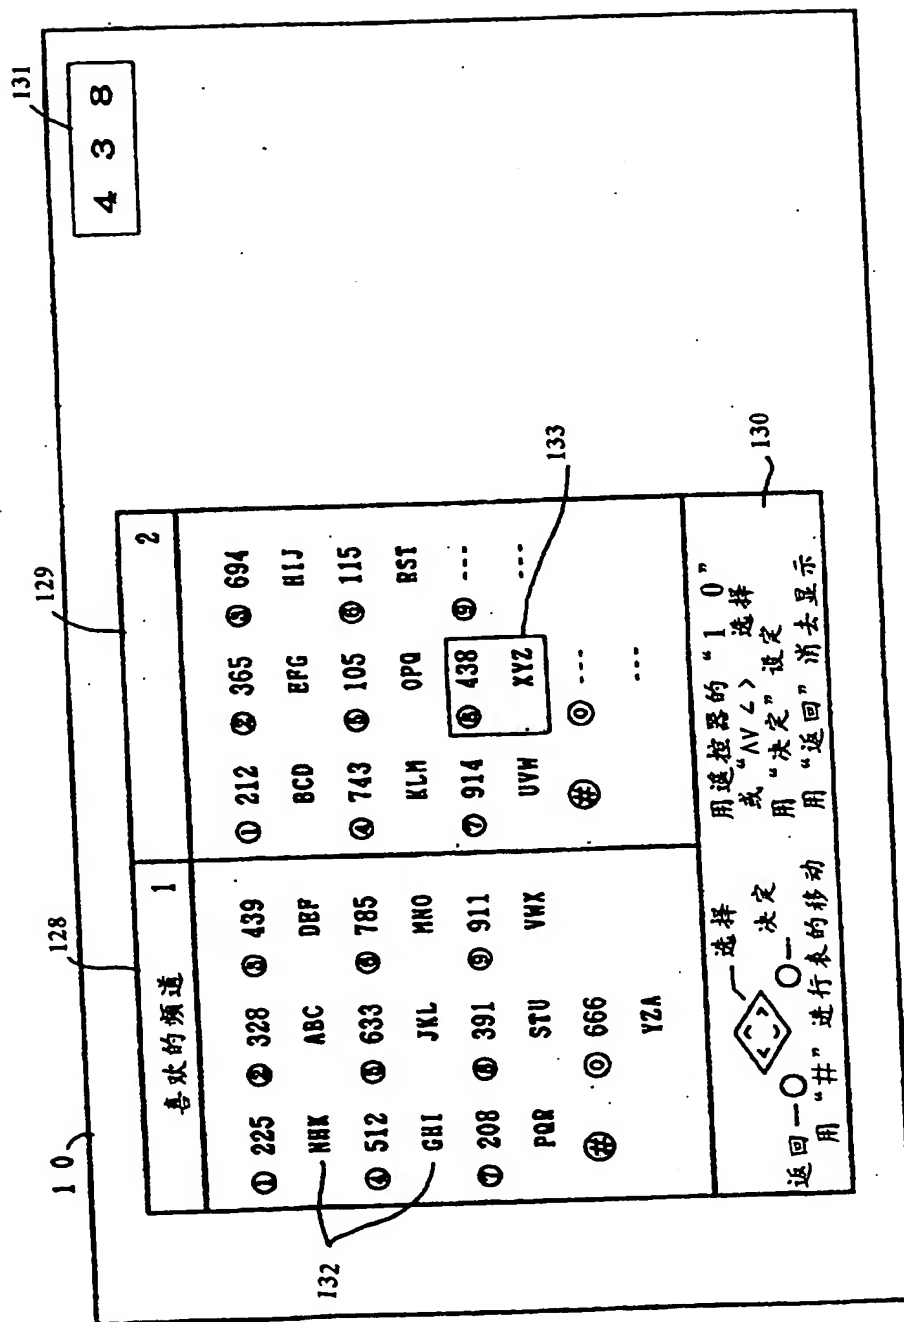 10
128
129
131
4 3 8
喜欢的频道 1
2
① 225 ② 328 ③ 439
NHK ABC DEF
④ 512 ⑤ 633 ⑥ 785
GHI JKL MNO
⑦ 208 ⑧ 391 ⑨ 911
PQR STU VWX
⊕ ⓪ 666
YZA
① 212 ② 365 ③ 694
BCD EFG HIJ
④ 743 ⑤ 105 ⑥ 115
KLM OPQ RST
⑦ 914 ⑧ 438 ⑨ ---
UVW XYZ ---
⊕ ⓪ ---
---
132
133
选择
返回 决定
用“#”进行表的移动
用遥控器的“1 0”
或“∧∨<>”选择
用“决定”设定
用“返回”消去显示
130